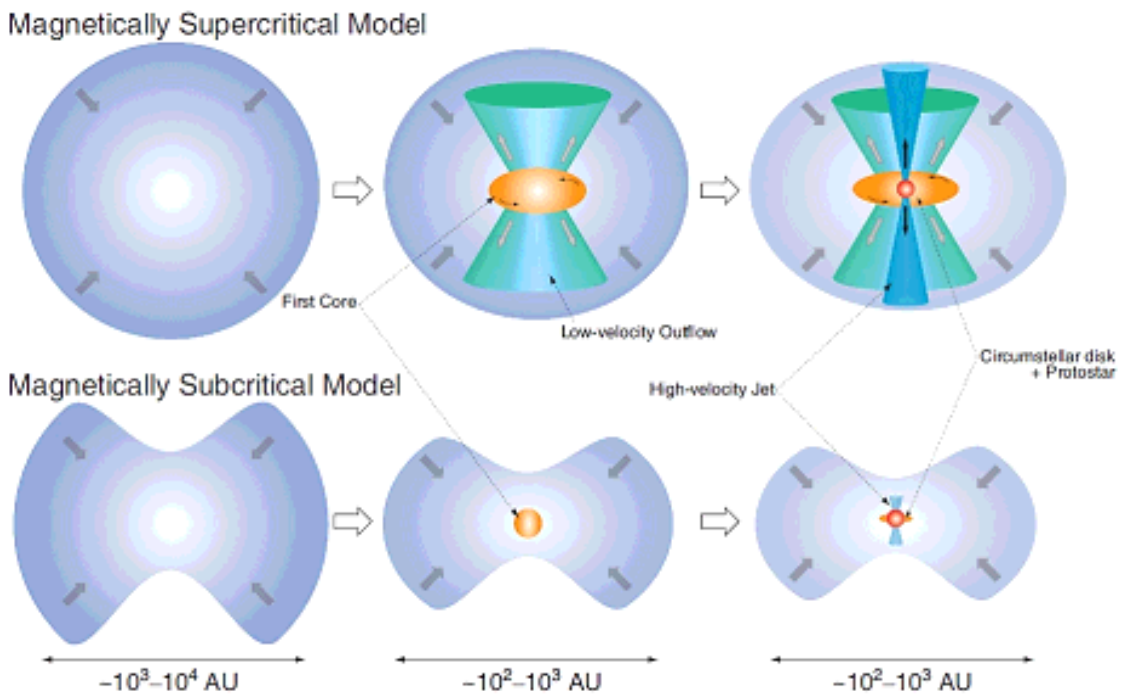 Magnetically Supercritical Model
First Core
Low-velocity Outflow
Circumstellar disk
+ Protostar
High-velocity Jet
Magnetically Subcritical Model
~10³–10⁴ AU
~10²–10³ AU
~10²–10³ AU